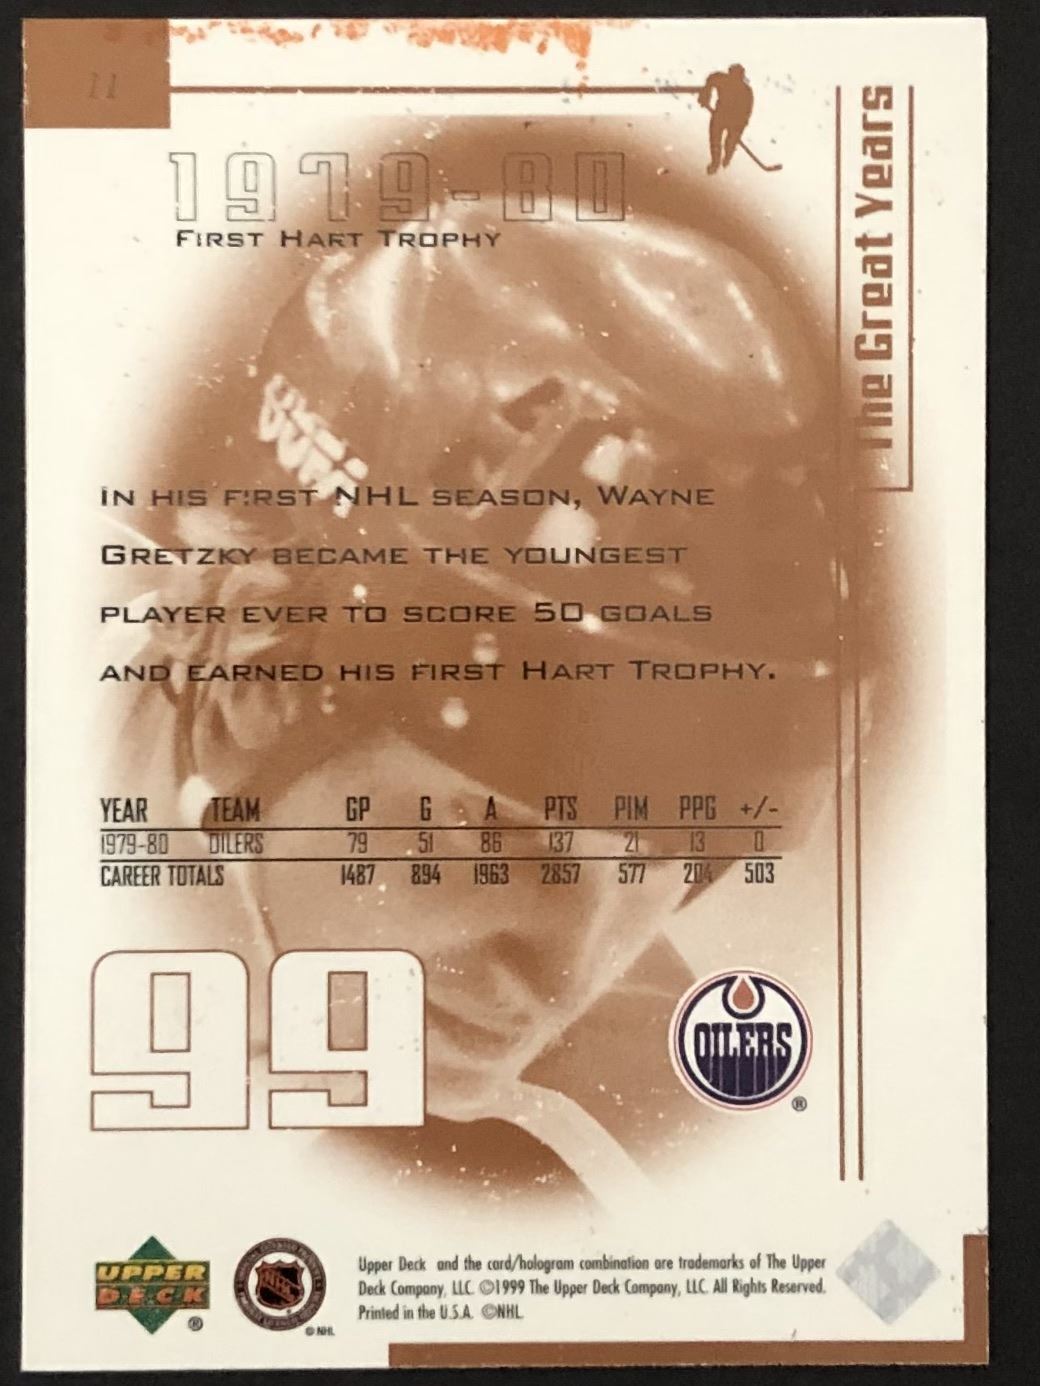 11
1979-80
FIRST HART TROPHY
The Great Years
IN HIS FIRST NHL SEASON, WAYNE
GRETZKY BECAME THE YOUNGEST
PLAYER EVER TO SCORE 50 GOALS
AND EARNED HIS FIRST HART TROPHY.
YEAR TEAM GP G A PTS PIM PPG +/-
1979-80 OILERS 79 51 86 137 21 13 0
CAREER TOTALS 1487 894 1963 2857 577 204 503
99
OILERS
®
UPPER
DECK
®
NHL
©NHL
Upper Deck and the card/hologram combination are trademarks of The Upper
Deck Company, LLC. ©1999 The Upper Deck Company, LLC. All Rights Reserved.
Printed in the U.S.A. ©NHL